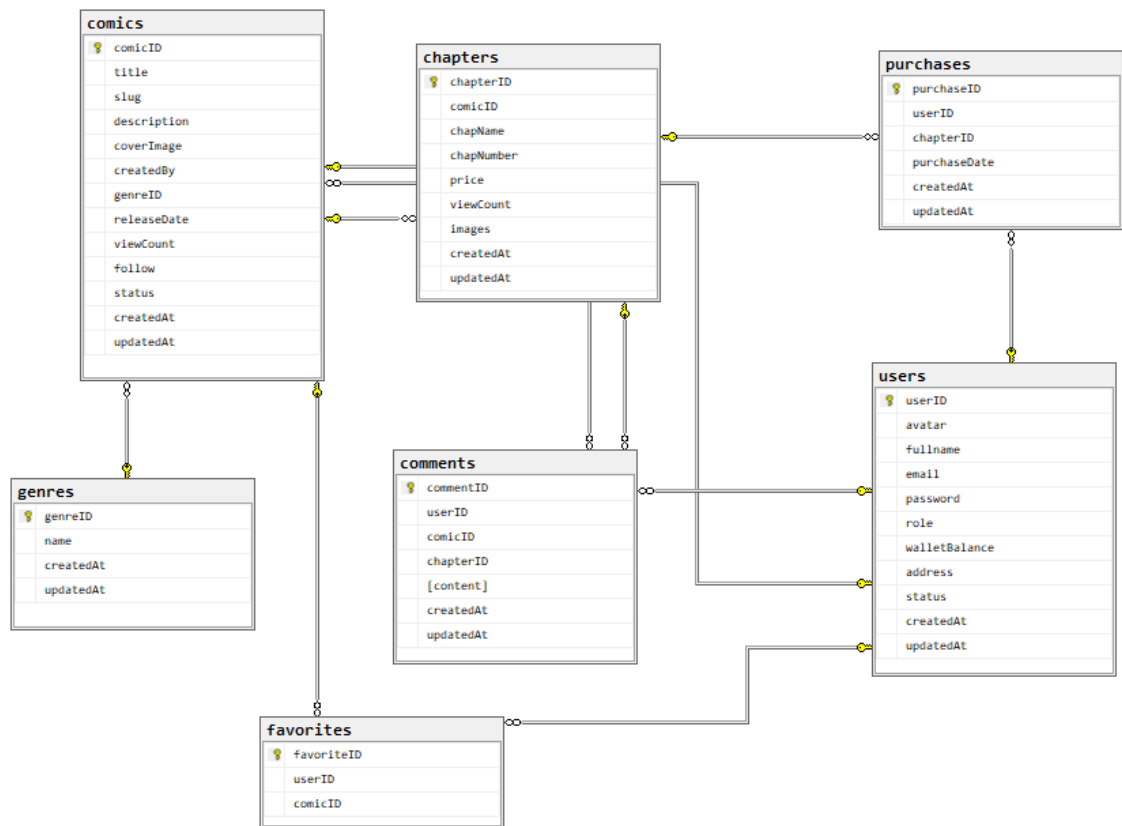 comics
comicID
title
slug
description
coverImage
createdBy
genreID
releaseDate
viewCount
follow
status
createdAt
updatedAt
chapters
chapterID
comicID
chapName
chapNumber
price
viewCount
images
createdAt
updatedAt
purchases
purchaseID
userID
chapterID
purchaseDate
createdAt
updatedAt
users
userID
avatar
fullname
email
password
role
walletBalance
address
status
createdAt
updatedAt
comments
commentID
userID
comicID
chapterID
[content]
createdAt
updatedAt
genres
genreID
name
createdAt
updatedAt
favorites
favoriteID
userID
comicID